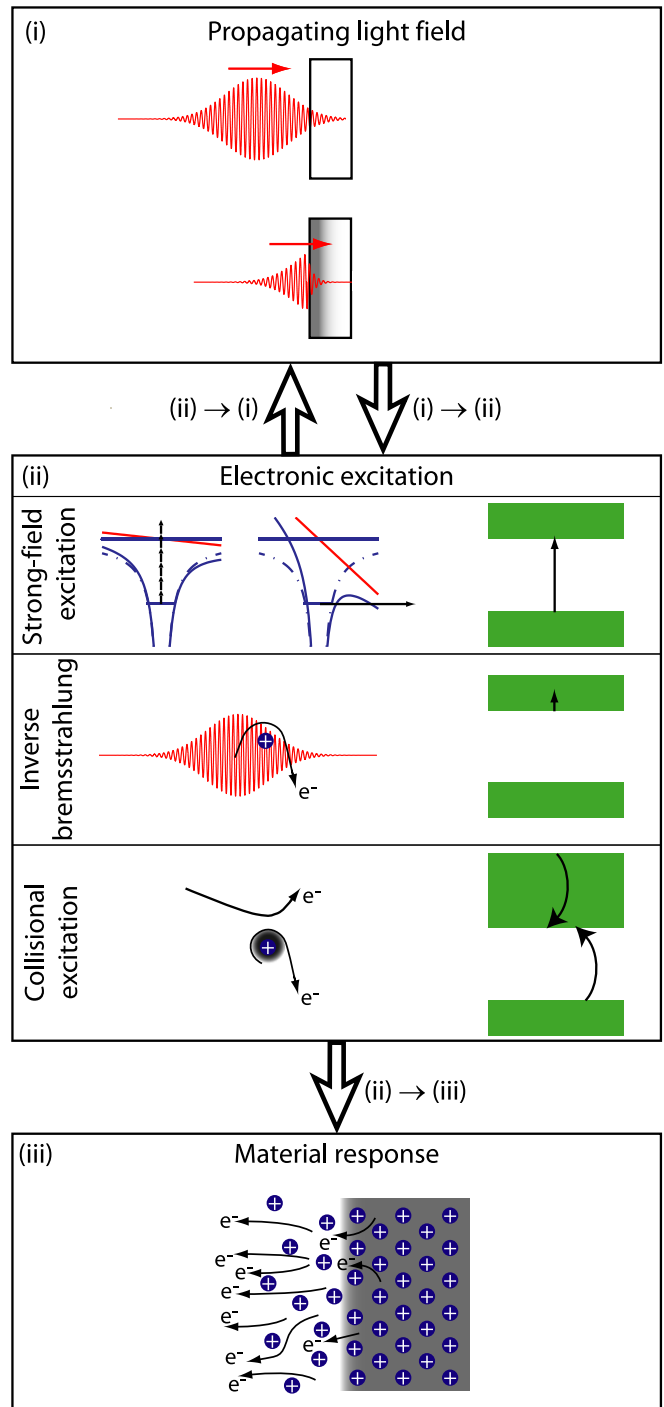 (i) Propagating light field
(ii) → (i)
(i) → (ii)
(ii) Electronic excitation
Strong-field
excitation
Inverse
bremsstrahlung
+
e-
Collisional
excitation
e-
+
e-
(ii) → (iii)
(iii) Material response
e-
e-
e-
e-
e-
e-
e-
e-
e-
e-